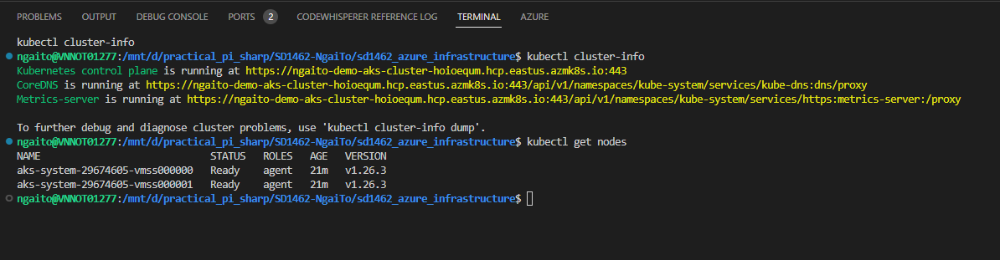 PROBLEMS OUTPUT DEBUG CONSOLE PORTS 2 CODEWHISPERER REFERENCE LOG TERMINAL AZURE
kubectl cluster-info
ngaito@VNNOT01277:/mnt/d/practical_pi_sharp/SD1462-NgaiTo/sd1462_azure_infrastructure$ kubectl cluster-info
Kubernetes control plane is running at https://ngaito-demo-aks-cluster-hoioequm.hcp.eastus.azmk8s.io:443
CoreDNS is running at https://ngaito-demo-aks-cluster-hoioequm.hcp.eastus.azmk8s.io:443/api/v1/namespaces/kube-system/services/kube-dns:dns/proxy
Metrics-server is running at https://ngaito-demo-aks-cluster-hoioequm.hcp.eastus.azmk8s.io:443/api/v1/namespaces/kube-system/services/https:metrics-server:/proxy
To further debug and diagnose cluster problems, use 'kubectl cluster-info dump'.
ngaito@VNNOT01277:/mnt/d/practical_pi_sharp/SD1462-NgaiTo/sd1462_azure_infrastructure$ kubectl get nodes
NAME STATUS ROLES AGE VERSION
aks-system-29674605-vmss000000 Ready agent 21m v1.26.3
aks-system-29674605-vmss000001 Ready agent 21m v1.26.3
ngaito@VNNOT01277:/mnt/d/practical_pi_sharp/SD1462-NgaiTo/sd1462_azure_infrastructure$